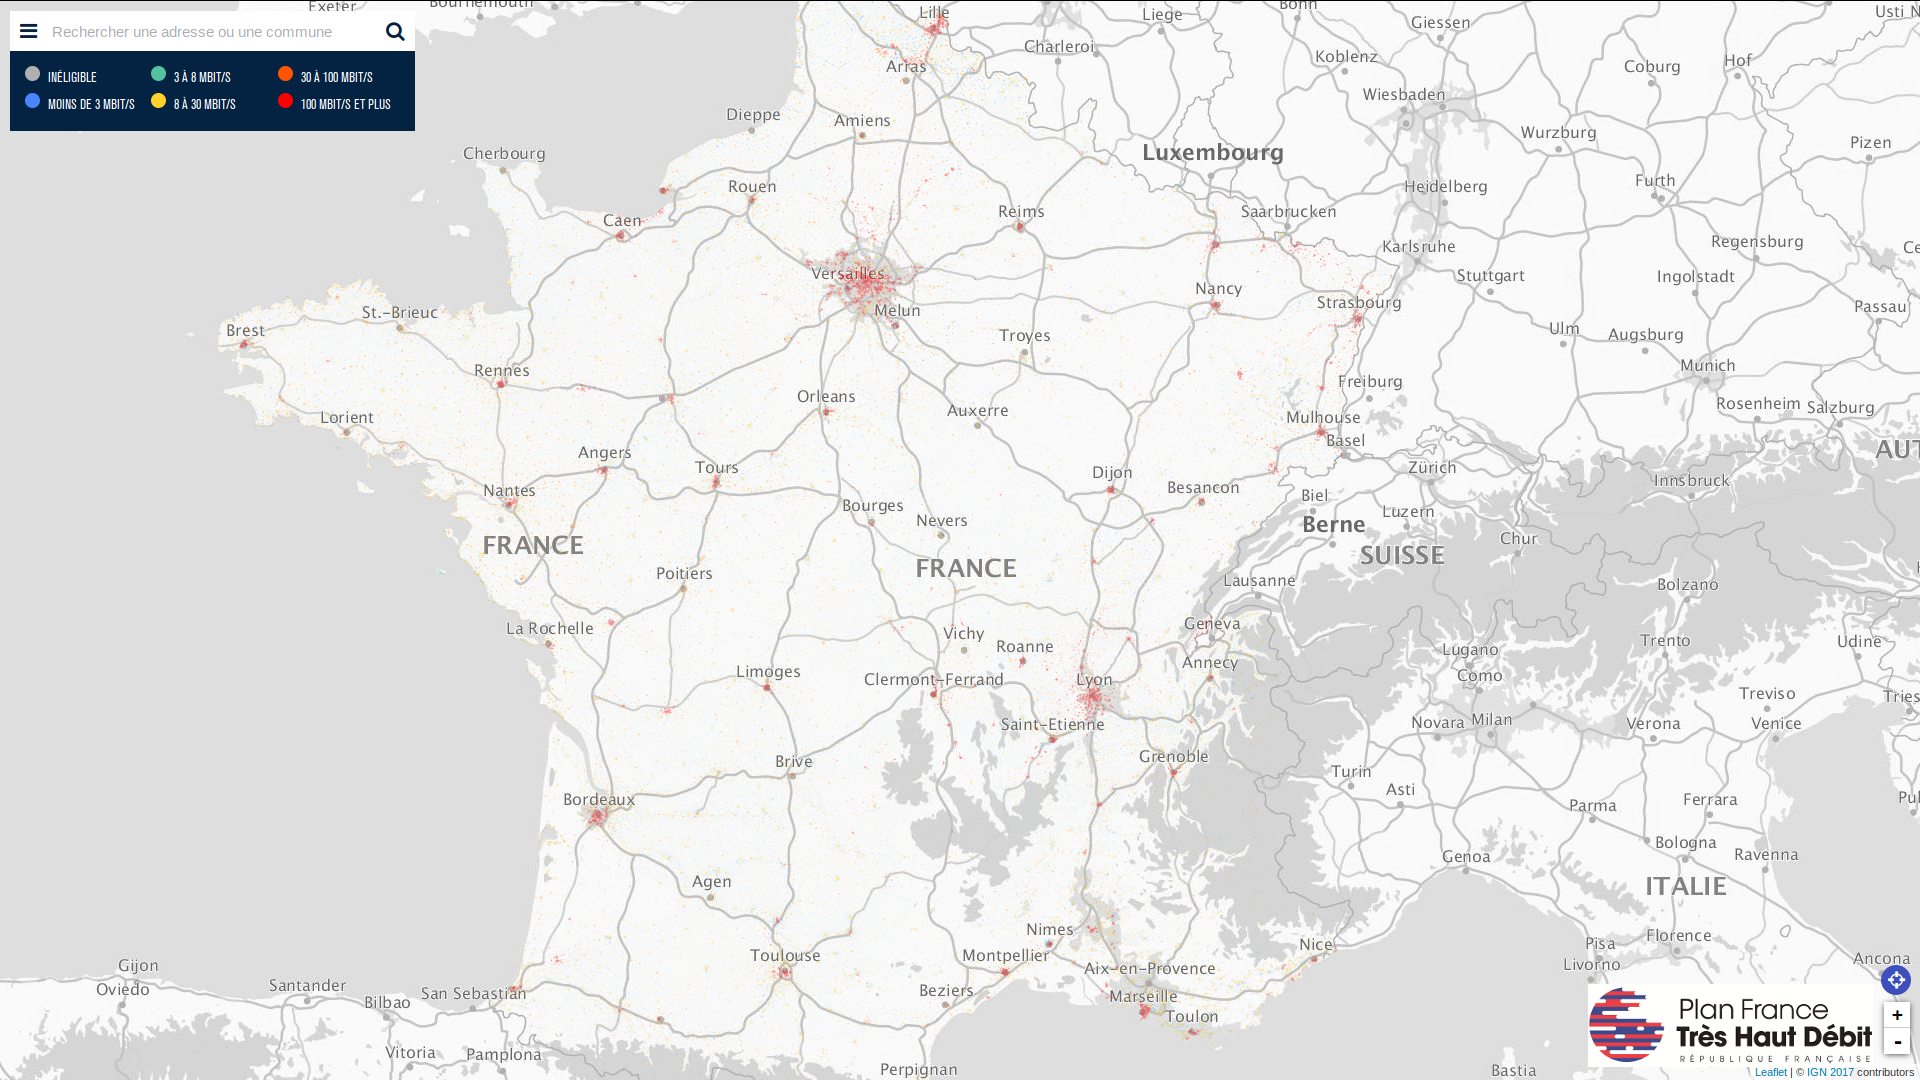 Exeter
Bournemouth
Lille
Liege
Bonn
Giessen
Usti N
Rechercher une adresse ou une commune
Charleroi
Koblenz
Coburg
Hof
INÉLIGIBLE
3 À 8 MBIT/S
30 À 100 MBIT/S
Arras
MOINS DE 3 MBIT/S
8 À 30 MBIT/S
100 MBIT/S ET PLUS
Wiesbaden
Dieppe
Amiens
Wurzburg
Pizen
Cherbourg
Luxembourg
Rouen
Heidelberg
Furth
Caen
Reims
Saarbrucken
Karlsruhe
Regensburg
Ce
Versailles
Stuttgart
Ingolstadt
Nancy
Strasbourg
St.-Brieuc
Melun
Passau
Brest
Troyes
Ulm
Augsburg
Rennes
Munich
Orleans
Freiburg
Lorient
Auxerre
Mulhouse
Rosenheim
Salzburg
Basel
Angers
AUT
Tours
Dijon
Zürich
Nantes
Besancon
Biel
Innsbruck
Bourges
Nevers
Luzern
Berne
FRANCE
SUISSE
Chur
FRANCE
Poitiers
Lausanne
Bolzano
La Rochelle
Vichy
Geneva
Roanne
Lugano
Trento
Udine
Limoges
Clermont-Ferrand
Lyon
Annecy
Como
Treviso
Tries
Saint-Etienne
Novara
Milan
Verona
Venice
Brive
Grenoble
Turin
Bordeaux
Asti
Parma
Ferrara
Pul
Bologna
Genoa
Ravenna
Agen
ITALIE
Nimes
Nice
Pisa
Florence
Toulouse
Montpellier
Aix-en-Provence
Livorno
Ancona
Gijon
Oviedo
Santander
Bilbao
San Sebastian
Beziers
Marseille
Toulon
Plan France
Très Haut Débit
RÉPUBLIQUE FRANÇAISE
+
-
Vitoria
Pamplona
Perpignan
Bastia
Leaflet | © IGN 2017 contributors